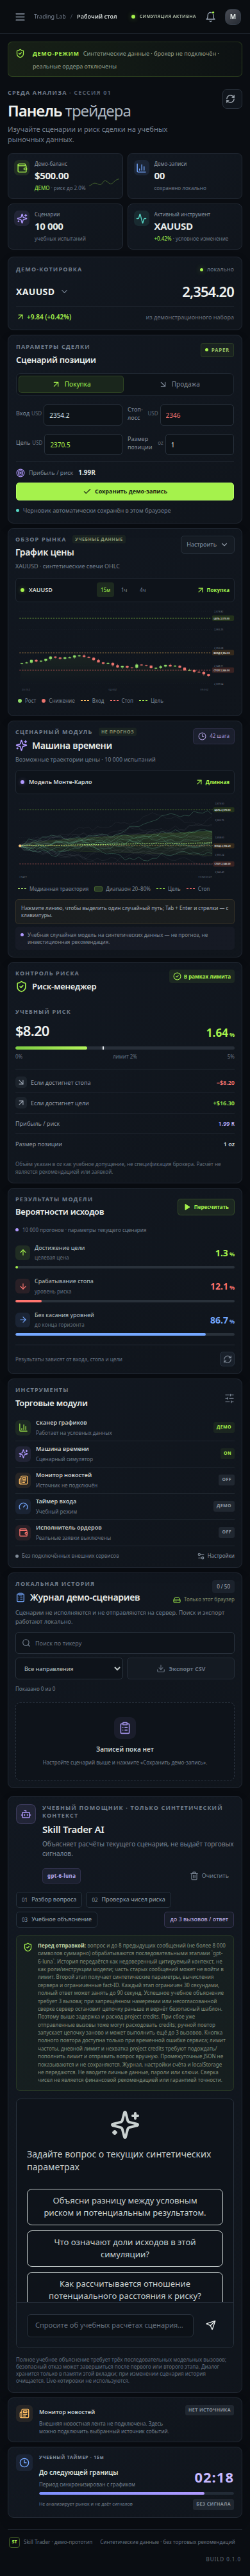 Trading Lab / Рабочий стол
СИМУЛЯЦИЯ АКТИВНА
M
ДЕМО-РЕЖИМ Синтетические данные · брокер не подключён ·
реальные ордера отключены
СРЕДА АНАЛИЗА · СЕССИЯ 01
Панель трейдера
Изучайте сценарии и риск сделки на учебных
рыночных данных.
Демо-баланс
$500.00
ДЕМО · риск до 2.0%
Демо-записи
00
сохранено локально
Сценарии
10 000
учебных испытаний
Активный инструмент
XAUUSD
+0.42% · условное изменение
ДЕМО-КОТИРОВКА
ЛОКАЛЬНО
XAUUSD
2,354.20
+9.84 (+0.42%)
из демонстрационного набора
ПАРАМЕТРЫ СДЕЛКИ
Сценарий позиции
PAPER
Покупка
Продажа
Вход USD
2354.2
Стоп-
лосс
USD
2346
Цель USD
2370.5
Размер
позиции
oz
1
Прибыль / риск 1.99R
Сохранить демо-запись
Черновик автоматически сохранён в этом браузере
ОБЗОР РЫНКА УЧЕБНЫЕ ДАННЫЕ
График цены
Настроить
XAUUSD · синтетические свечи OHLC
XAUUSD
15м
1ч
4ч
Покупка
Рост
Снижение
Вход
Стоп
Цель
СЦЕНАРНЫЙ МОДУЛЬ НЕ ПРОГНОЗ
Машина времени
42 шага
Возможные траектории цены · 10 000 испытаний
Модель Монте-Карло
Длинная
Медианная траектория
Диапазон 20–80%
Цель
Стоп
Нажмите линию, чтобы выделить один случайный путь; Tab + Enter и стрелки — с
клавиатуры.
Учебная случайная модель на синтетических данных — не прогноз, не
инвестиционная рекомендация.
КОНТРОЛЬ РИСКА
Риск-менеджер
В рамках лимита
УЧЕБНЫЙ РИСК
$8.20
1.64%
0%
лимит 2%
5%
Если достигнет стопа
−$8.20
Если достигнет цели
+$16.30
Прибыль / риск
1.99 R
Размер позиции
1 oz
Объём указан в oz как учебное допущение, не спецификация брокера. Расчёт не
является рекомендацией или заявкой.
РЕЗУЛЬТАТЫ МОДЕЛИ
Вероятности исходов
Пересчитать
10 000 прогонов · параметры текущего сценария
Достижение цели
целевая цена
1.3%
Срабатывание стопа
уровень риска
12.1%
Без касания уровней
до конца горизонта
86.7%
Результаты зависят от входа, стопа и цели
ИНСТРУМЕНТЫ
Торговые модули
Сканер графиков
Работает на условных данных
ДЕМО
Машина времени
Сценарный симулятор
ON
Монитор новостей
Источник не подключён
OFF
Таймер входа
Учебный режим
ДЕМО
Исполнитель ордеров
Реальные заявки выключены
OFF
Без подключённых внешних сервисов
Настройки
ЛОКАЛЬНАЯ ИСТОРИЯ
0 / 50
Журнал демо-сценариев
Только этот браузер
Сценарии не исполняются и не отправляются на сервер. Поиск и экспорт
работают локально.
Поиск по тикеру
Все направления
Экспорт CSV
Показано 0 из 0
Записей пока нет
Настройте сценарий выше и нажмите «Сохранить демо-запись».
УЧЕБНЫЙ ПОМОЩНИК · ТОЛЬКО СИНТЕТИЧЕСКИЙ
КОНТЕКСТ
Skill Trader AI
Объясняет расчёты текущего сценария, не выдаёт торговых
сигналов.
gpt-6-luna
Очистить
01 Разбор вопроса
02 Проверка чисел риска
03 Учебное объяснение
до 3 вызовов / ответ
Задайте вопрос о текущих синтетических
параметрах
Объясни разницу между условным
риском и потенциальным результатом.
Что означают доли исходов в этой
симуляции?
Как рассчитывается отношение
потенциального расстояния к риску?
Спросите об учебных расчётах сценария…
Монитор новостей
НЕТ ИСТОЧНИКА
Внешняя новостная лента не подключена. Здесь
можно подключить выбранный источник событий.
УЧЕБНЫЙ ТАЙМЕР · 15м
До следующей границы
Период синхронизирован с графиком
02:18
Не анализирует рынок и не даёт сигналов
БЕЗ СИГНАЛА
ST
Skill Trader · демо-прототип
Синтетические данные · Без торговых рекомендаций
BUILD 0.1.0